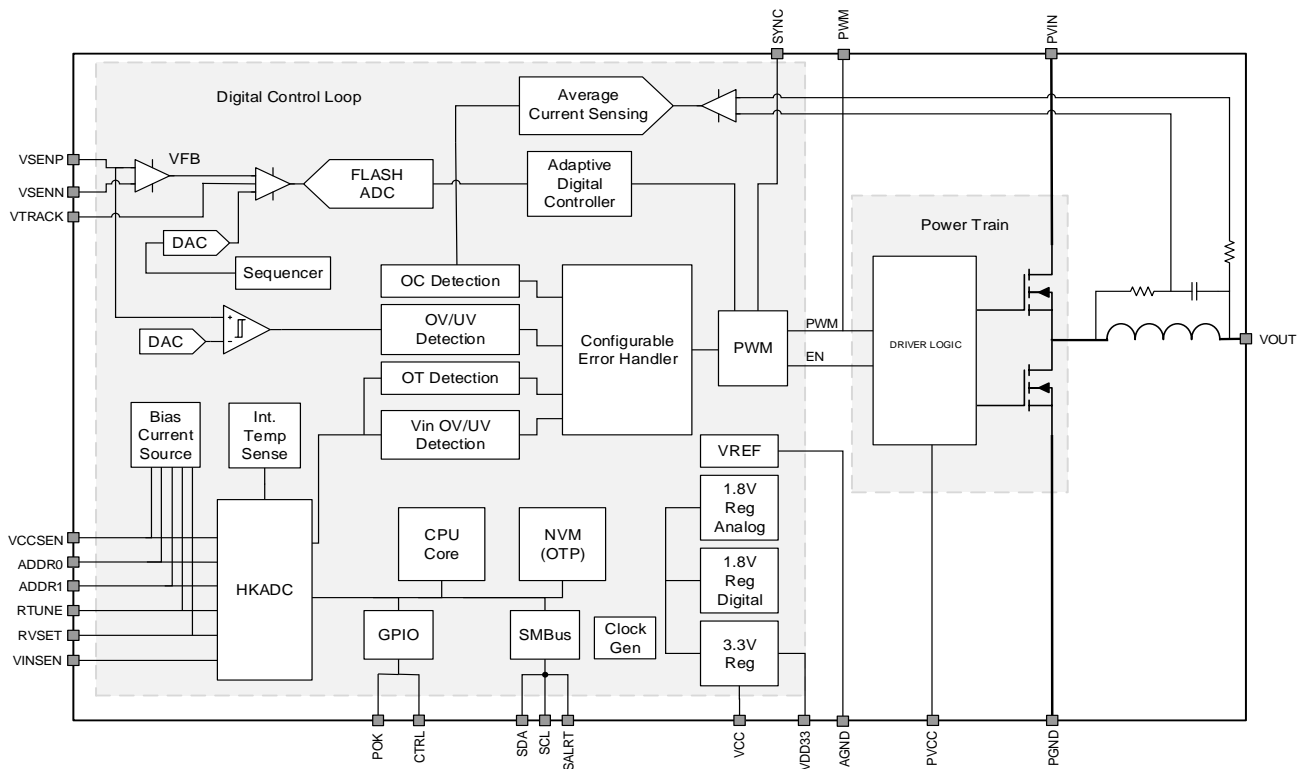 SYNC
PWM
PVIN
Digital Control Loop
Average
Current Sensing
VSENP
VFB
VSENN
FLASH
ADC
Adaptive
Digital
Controller
VTRACK
Power Train
DAC
Sequencer
OC Detection
OV/UV
Detection
+
-
DAC
Configurable
Error Handler
PWM
PWM
EN
DRIVER LOGIC
VOUT
OT Detection
Vin OV/UV
Detection
Bias
Current
Source
Int.
Temp
Sense
VREF
1.8V
Reg
Analog
CPU
Core
NVM
(OTP)
VCCSEN
ADDR0
ADDR1
RTUNE
RVSET
VINSEN
HKADC
1.8V
Reg
Digital
GPIO
SMBus
Clock
Gen
3.3V
Reg
POK
CTRL
SDA
SCL
SALRT
VCC
VDD33
AGND
PVCC
PGND